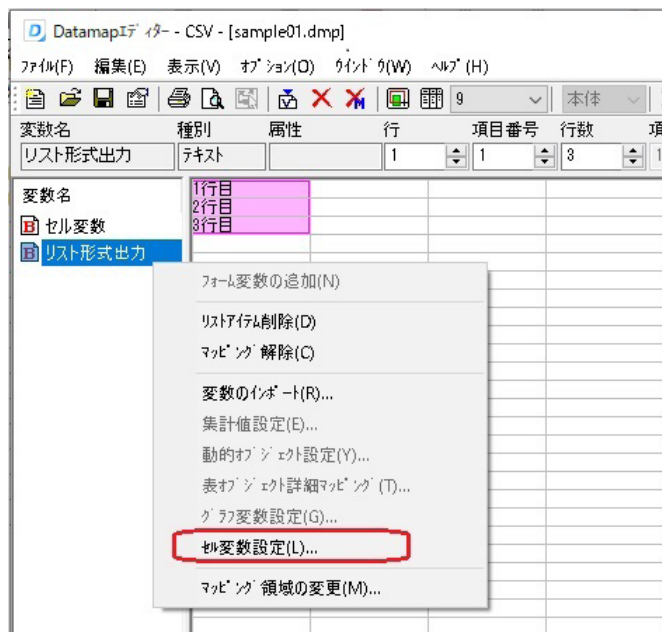 Datamapｴﾃﾞｨﾀｰ - CSV - [sample01.dmp]
ﾌｧｲﾙ(F) 編集(E) 表示(V) ｵﾌﾟｼｮﾝ(O) ｳｲﾝﾄﾞｳ(W) ﾍﾙﾌﾟ(H)
9 本体
変数名 種別 属性 行 項目番号 行数
リスト形式出力 テキスト 1 1 3
変数名
セル変数
リスト形式出力
1行目
2行目
3行目
ﾌｫｰﾑ変数の追加(N)
ﾘｽﾄｱｲﾃﾑ削除(D)
ﾏｯﾋﾟﾝｸﾞ解除(C)
変数のｲﾝﾎﾟｰﾄ(R)...
集計値設定(E)...
動的ｵﾌﾞｼﾞｪｸﾄ設定(Y)...
表ｵﾌﾞｼﾞｪｸﾄ詳細ﾏｯﾋﾟﾝｸﾞ(T)...
ｸﾞﾗﾌ変数設定(G)...
ｾﾙ変数設定(L)...
ﾏｯﾋﾟﾝｸﾞ領域の変更(M)...